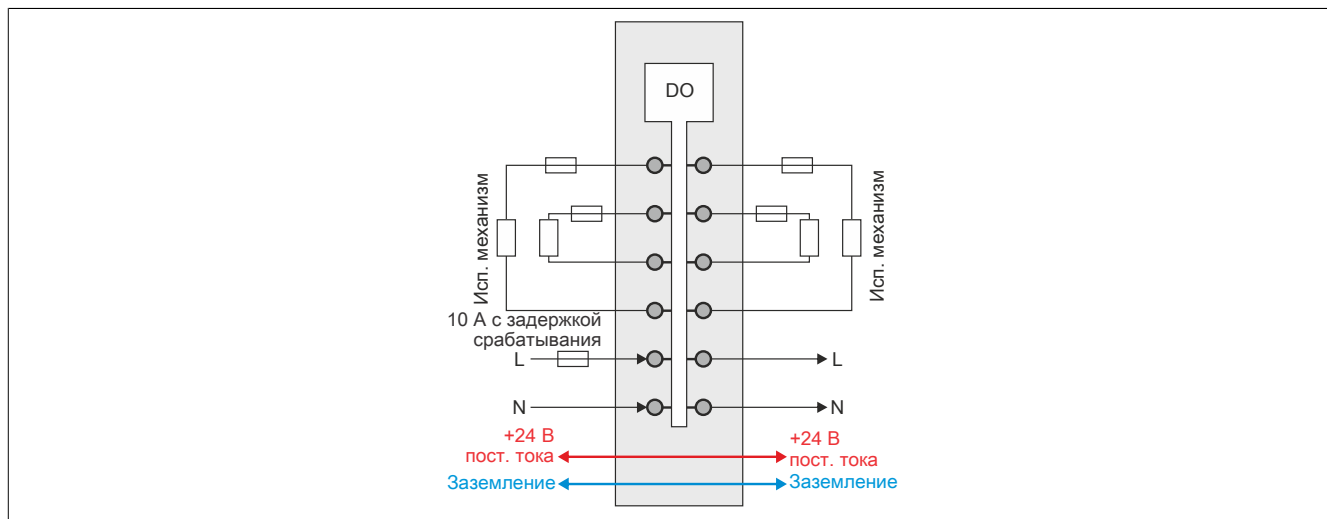 DO
Исп. механизм
Исп. механизм
10 А с задержкой
срабатывания
L
L
N
N
+24 В
пост. тока
+24 В
пост. тока
Заземление
Заземление